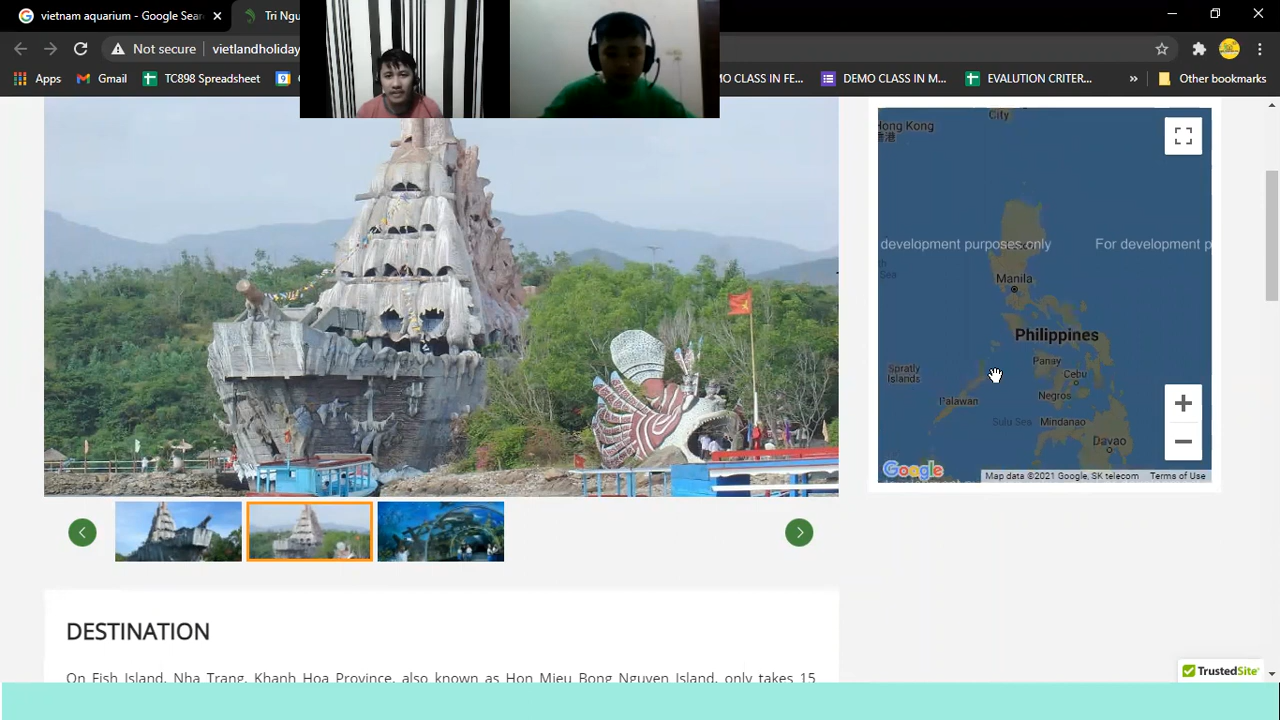 vietnam aquarium - Google Sear
Tri Ngu
Not secure
vietlandholiday
Apps
Gmail
TC898 Spreadsheet
MO CLASS IN FE...
DEMO CLASS IN M...
EVALUTION CRITER...
»
Other bookmarks
City
Hong Kong
港
development purposes only
For development p
Sea
Manila
Philippines
Panay
Spratly
Islands
Cebu
Palawan
Negros
Sulu Sea
Mindanao
Davao
Google
Map data ©2021 Google, SK telecom
Terms of Use
DESTINATION
On Fish Island, Nha Trang, Khanh Hoa Province, also known as Hon Mieu Bong Nguyen Island, only takes 15
TrustedSite